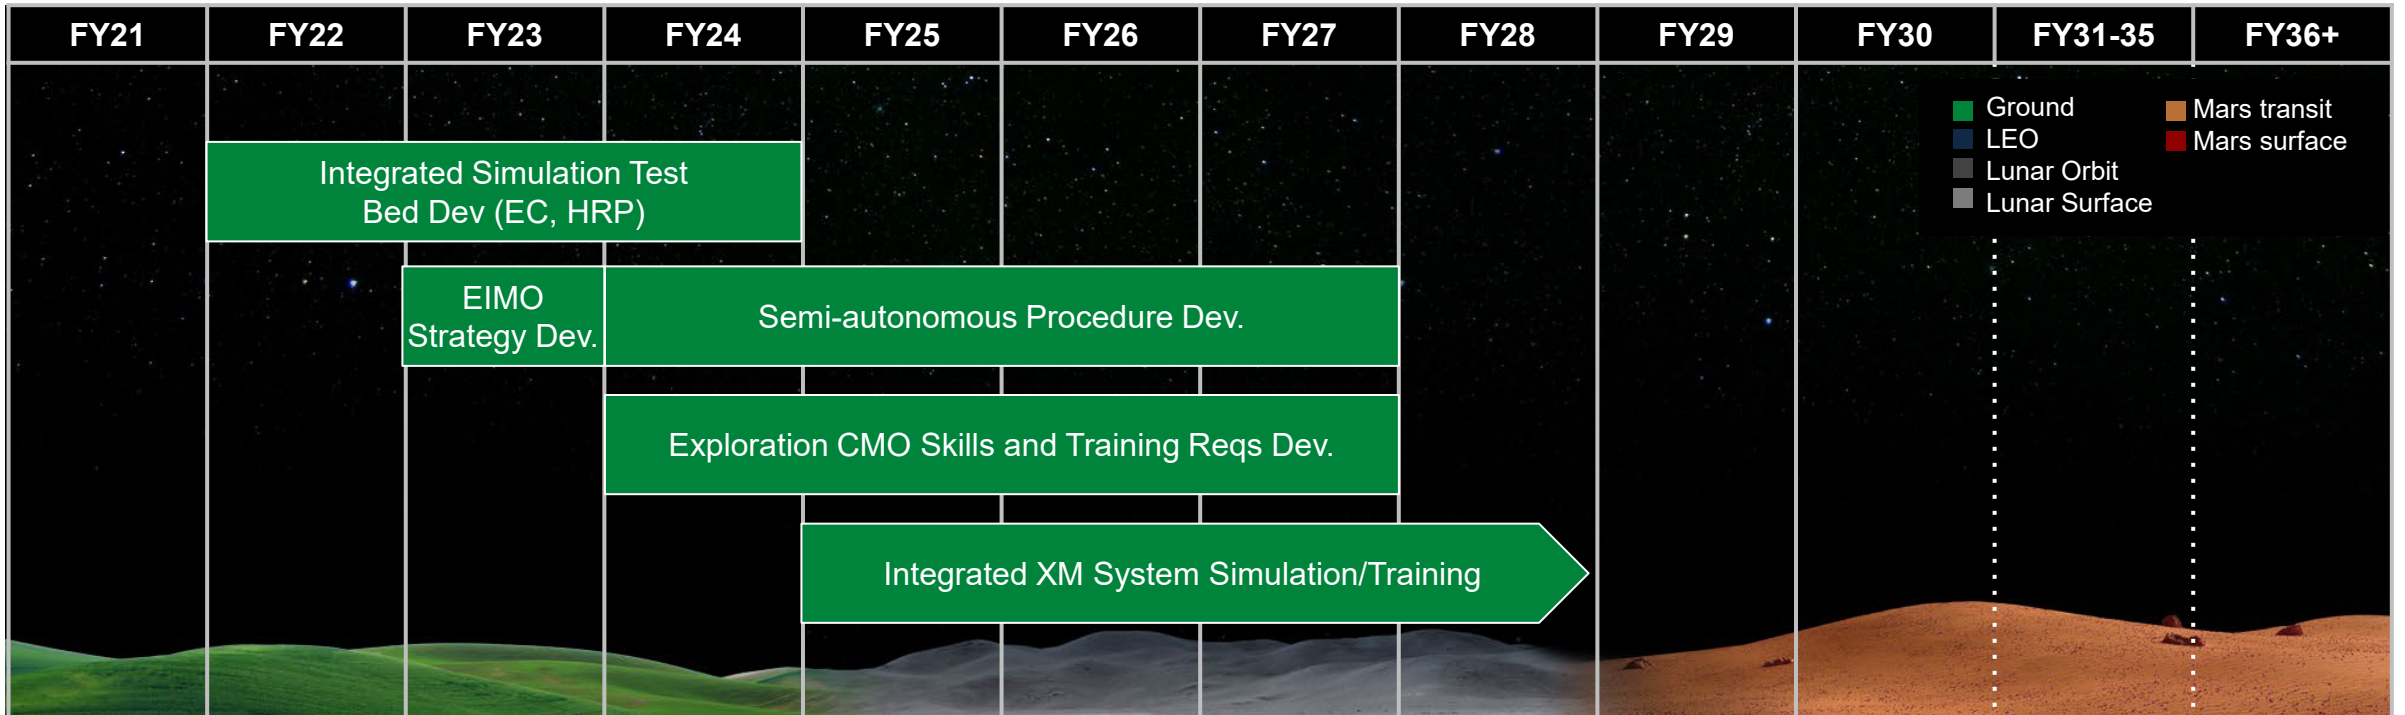 FY21 FY22 FY23 FY24 FY25 FY26 FY27 FY28 FY29 FY30 FY31-35 FY36+
Ground
LEO
Lunar Orbit
Lunar Surface
Mars transit
Mars surface
Integrated Simulation Test
Bed Dev (EC, HRP)
EIMO
Strategy Dev.
Semi-autonomous Procedure Dev.
Exploration CMO Skills and Training Reqs Dev.
Integrated XM System Simulation/Training